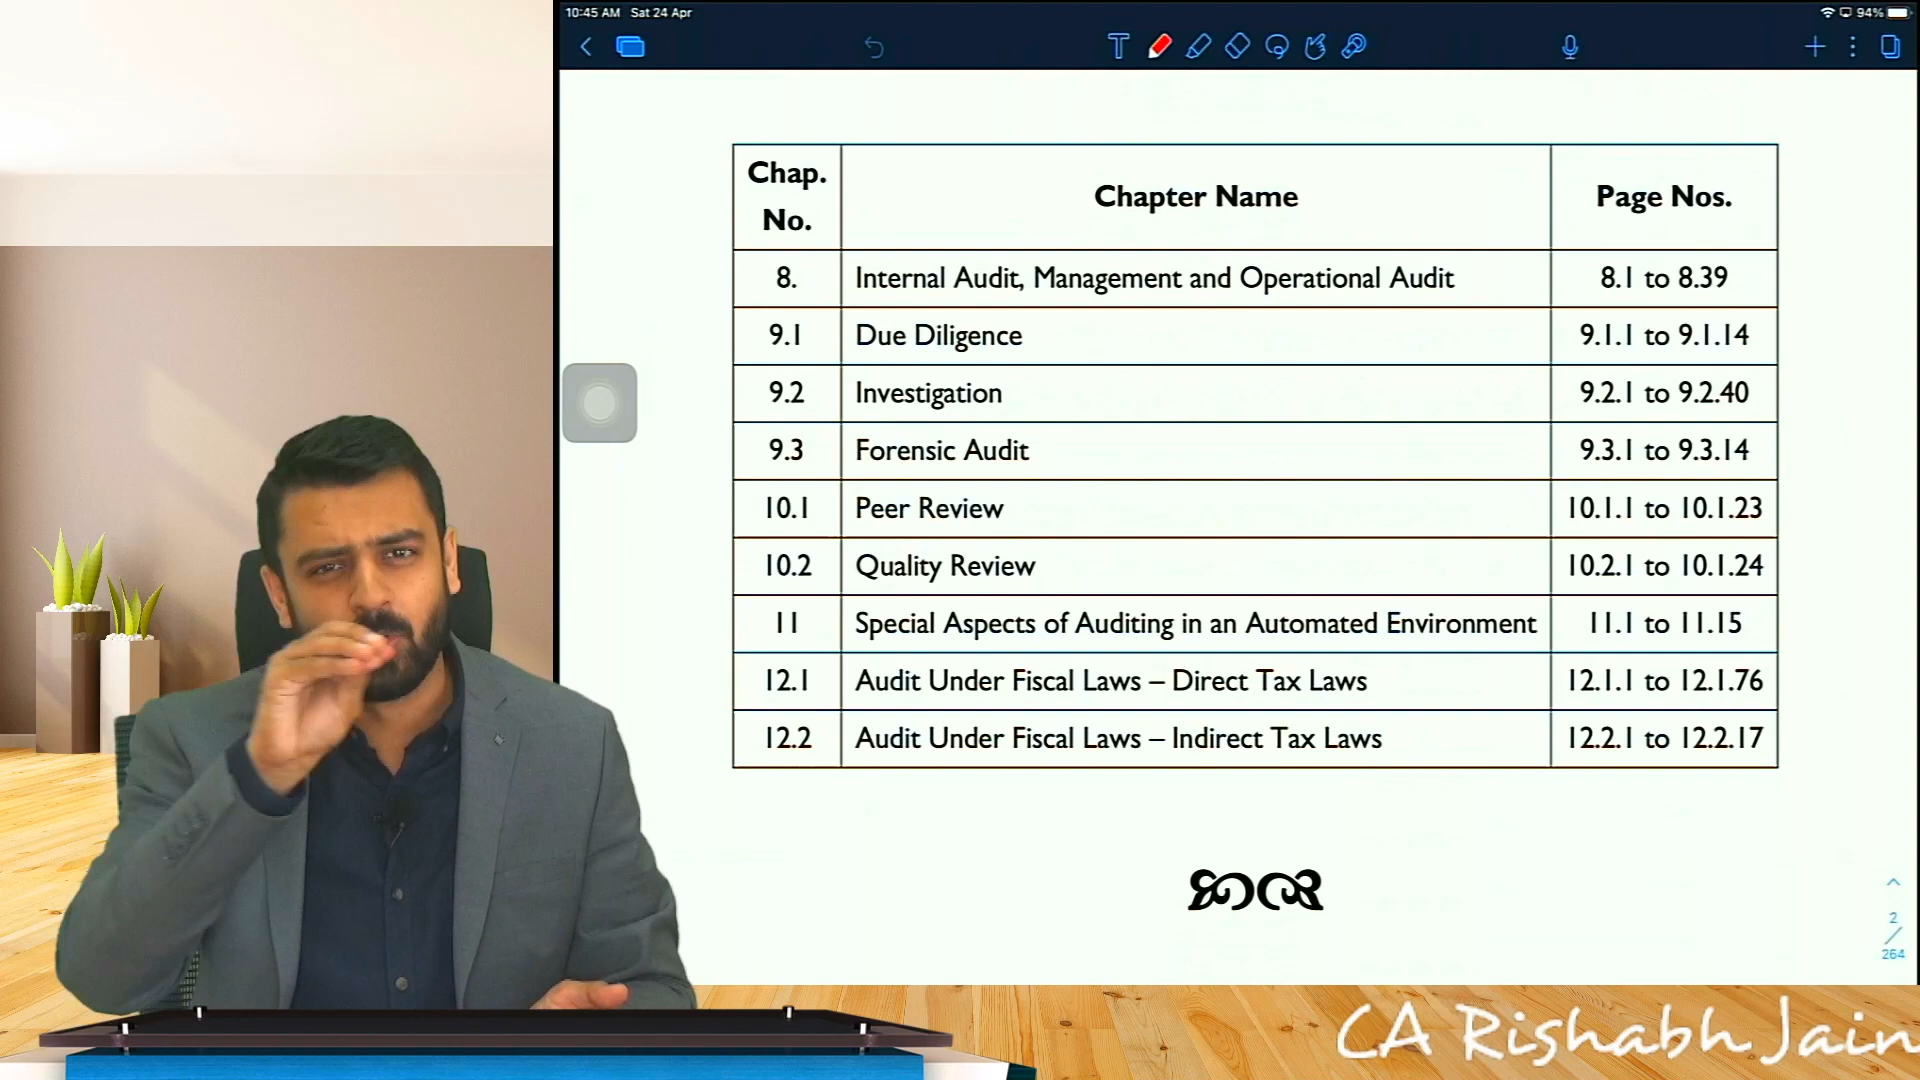 10:45 AM Sat 24 Apr
94%
T
Chap. No. Chapter Name Page Nos.
8. Internal Audit, Management and Operational Audit 8.1 to 8.39
9.1 Due Diligence 9.1.1 to 9.1.14
9.2 Investigation 9.2.1 to 9.2.40
9.3 Forensic Audit 9.3.1 to 9.3.14
10.1 Peer Review 10.1.1 to 10.1.23
10.2 Quality Review 10.2.1 to 10.1.24
11 Special Aspects of Auditing in an Automated Environment 11.1 to 11.15
12.1 Audit Under Fiscal Laws – Direct Tax Laws 12.1.1 to 12.1.76
12.2 Audit Under Fiscal Laws – Indirect Tax Laws 12.2.1 to 12.2.17
2
/
264
CA Rishabh Jain